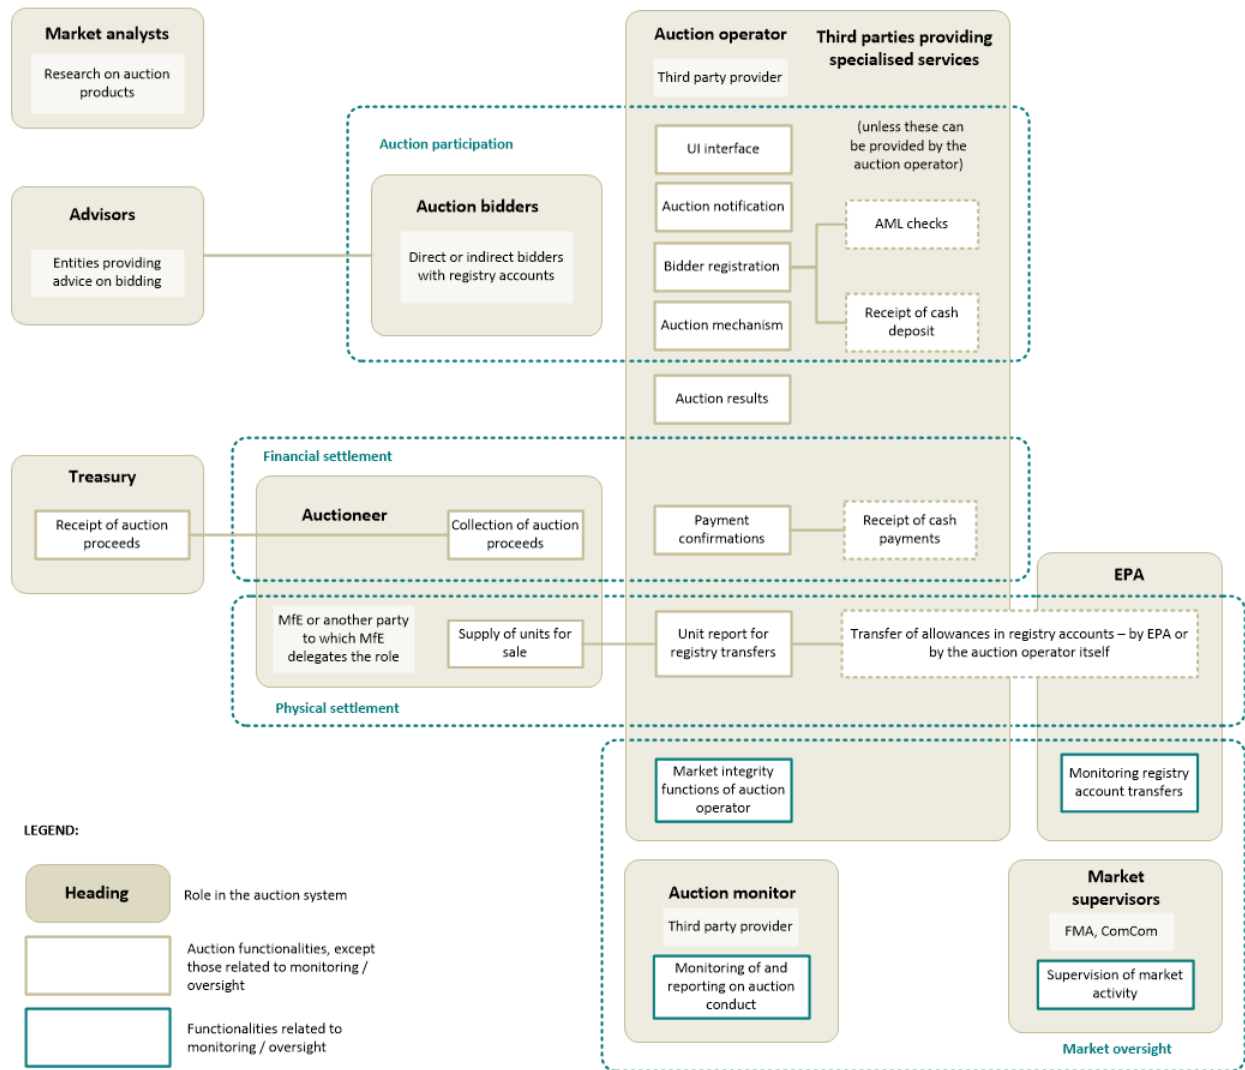 Market analysts
Research on auction
products
Auction operator
Third party provider
Third parties providing
specialised services
Auction participation
UI interface
(unless these can
be provided by the
auction operator)
Advisors
Entities providing
advice on bidding
Auction bidders
Direct or indirect bidders
with registry accounts
Auction notification
AML checks
Bidder registration
Auction mechanism
Receipt of cash
deposit
Auction results
Financial settlement
Treasury
Receipt of auction
proceeds
Auctioneer
Collection of auction
proceeds
Payment
confirmations
Receipt of cash
payments
EPA
MfE or another party
to which MfE
delegates the role
Supply of units for
sale
Unit report for
registry transfers
Transfer of allowances in registry accounts – by EPA or
by the auction operator itself
Physical settlement
Market integrity
functions of auction
operator
Monitoring registry
account transfers
LEGEND:
Heading
Role in the auction system
Auction functionalities, except
those related to monitoring /
oversight
Functionalities related to
monitoring / oversight
Auction monitor
Third party provider
Monitoring of and
reporting on auction
conduct
Market
supervisors
FMA, ComCom
Supervision of market
activity
Market oversight